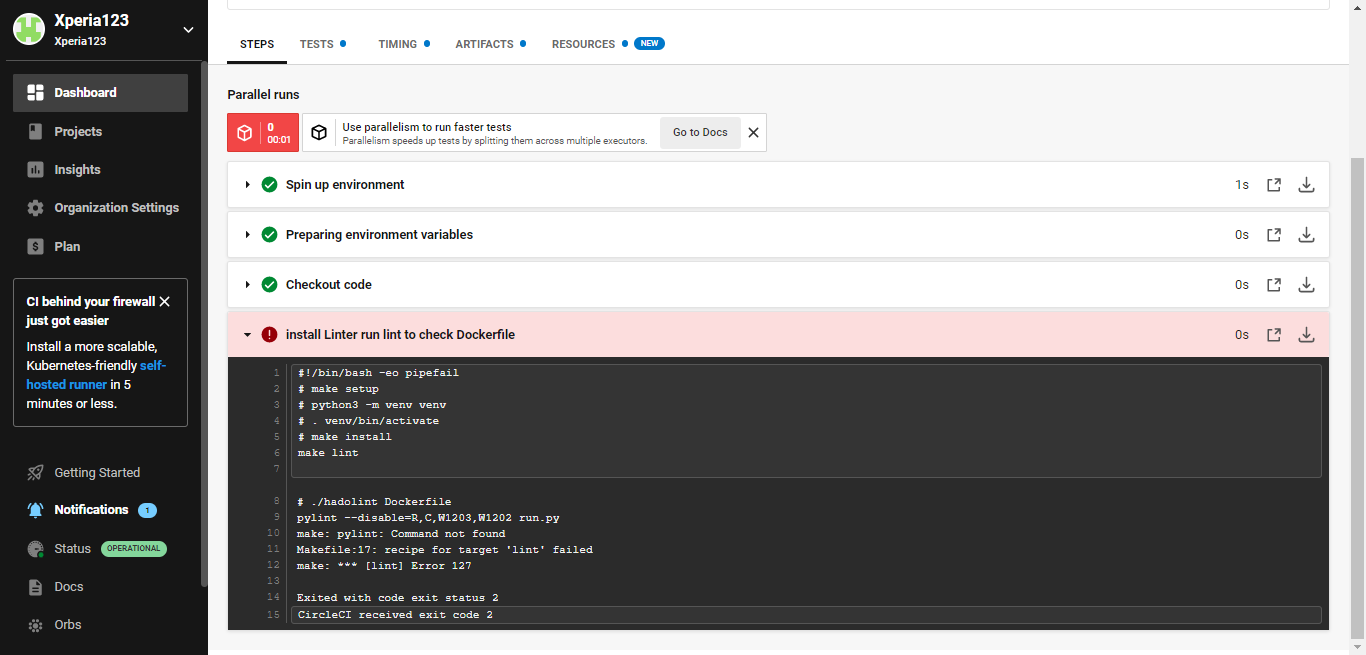 Xperia123
Xperia123
Dashboard
Projects
Insights
Organization Settings
Plan
CI behind your firewall
just got easier
Install a more scalable,
Kubernetes-friendly self-
hosted runner in 5
minutes or less.
Getting Started
Notifications 1
Status OPERATIONAL
Docs
Orbs
STEPS TESTS TIMING ARTIFACTS RESOURCES NEW
Parallel runs
0
00:01
Use parallelism to run faster tests
Parallelism speeds up tests by splitting them across multiple executors.
Go to Docs
Spin up environment 1s
Preparing environment variables 0s
Checkout code 0s
install Linter run lint to check Dockerfile 0s
1 #!/bin/bash -eo pipefail
2 # make setup
3 # python3 -m venv venv
4 # . venv/bin/activate
5 # make install
6 make lint
7
8 # ./hadolint Dockerfile
9 pylint --disable=R,C,W1203,W1202 run.py
10 make: pylint: Command not found
11 Makefile:17: recipe for target 'lint' failed
12 make: *** [lint] Error 127
13
14 Exited with code exit status 2
15 CircleCI received exit code 2